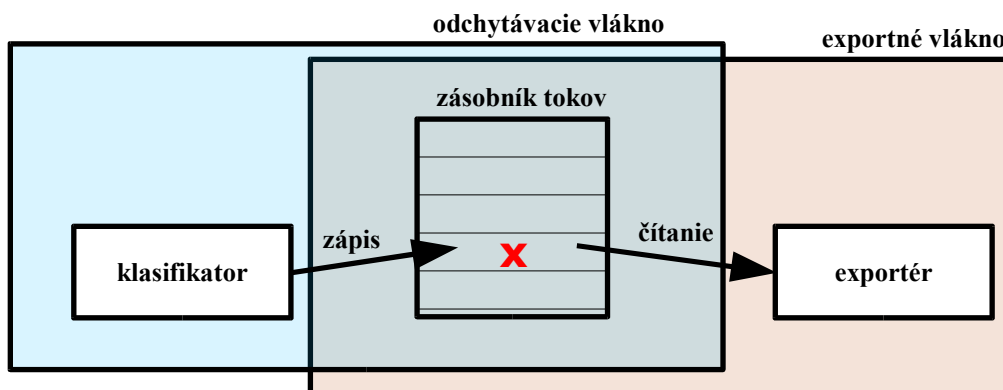 odchytávacie vlákno
exportné vlákno
zásobník tokov
zápis
x
čítanie
klasifikator
exportér